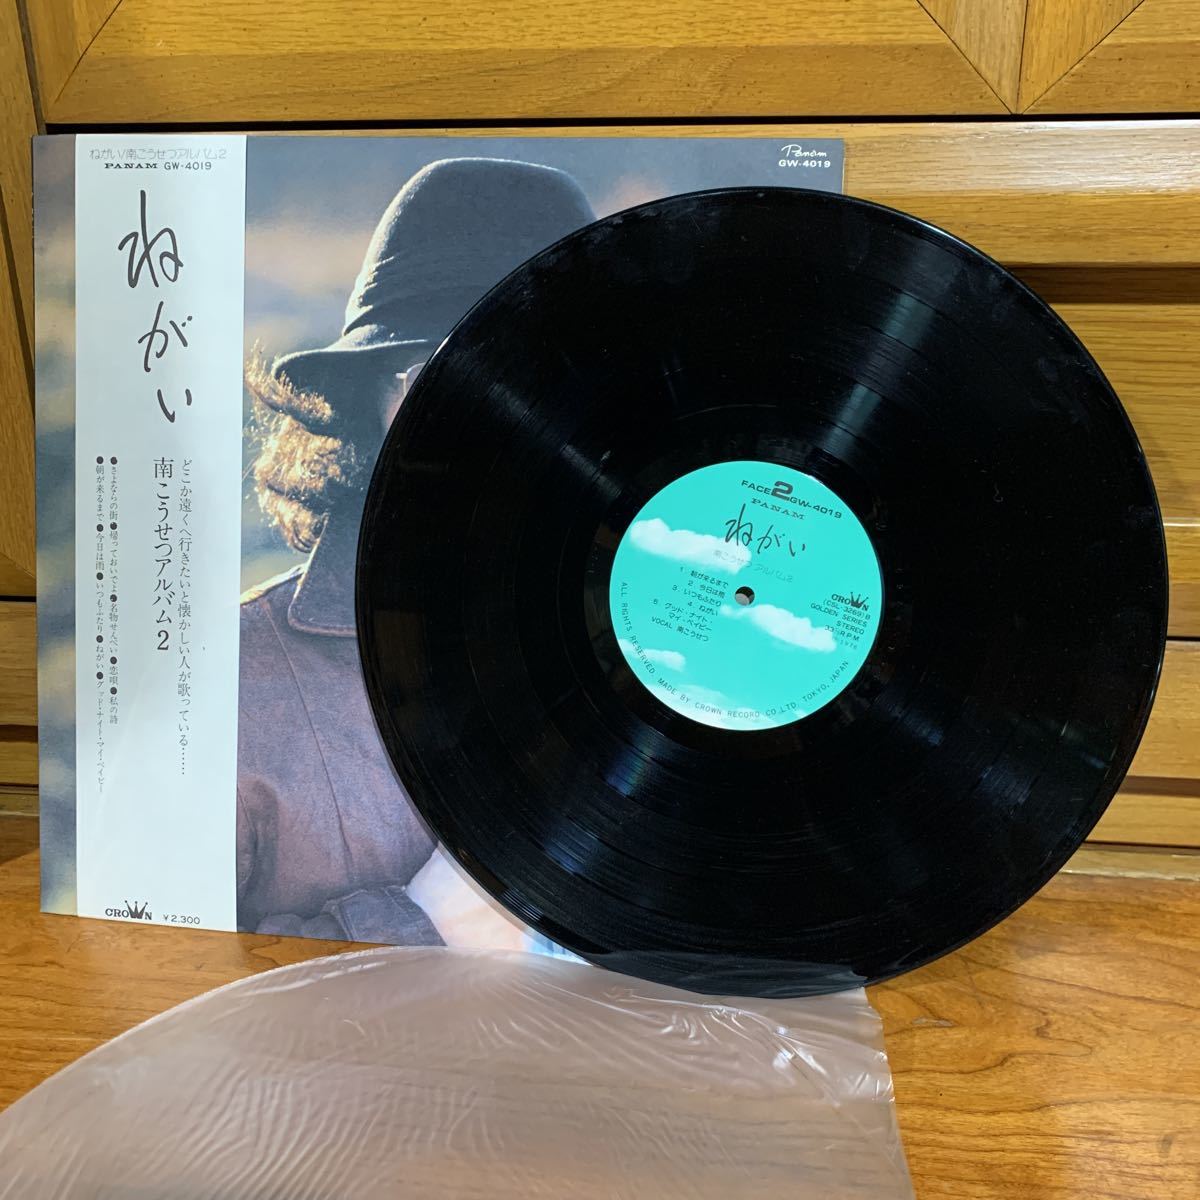 ねがい/南こうせつアルバム2
PANAM GW-4019
ねがい
どこか遠くへ行きたいと懐かしい人が歌っている……
南こうせつアルバム2
●さよならの街●帰っておいでよ●名物せんべい●恋唄●私の詩
●朝が来るまで●今日は雨●いつもふたり●ねがい●グッド・ナイト・マイ・ベイビー
CROWN ¥2,300
Panam
GW-4019
FACE 2 GW-4019
PANAM
ねがい
南こうせつ アルバム2
1. 朝が来るまで
2. 今日は雨
3. いつもふたり
4. ねがい
5. グッド・ナイト・
マイ・ベイビー
VOCAL 南こうせつ
CROWN
(CSL-3269)B
GOLDEN SERIES
STEREO
33⅓RPM
1976
ALL RIGHTS RESERVED. MADE BY CROWN RECORD CO.,LTD. TOKYO, JAPAN